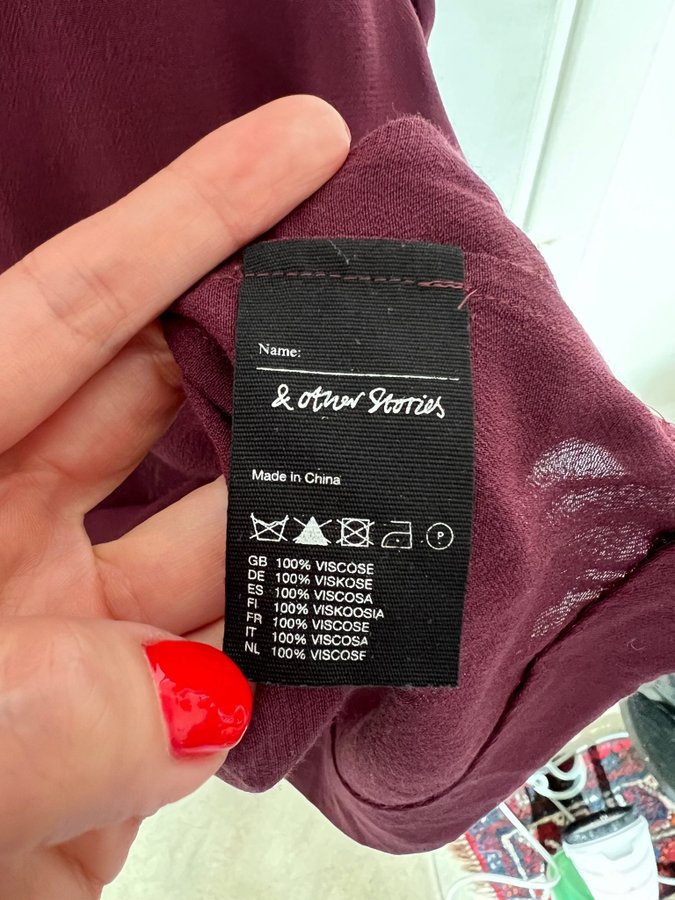 Name:
& other Stories
Made in China
P
GB 100% VISCOSE
DE 100% VISKOSE
ES 100% VISCOSA
FI 100% VISKOOSIA
FR 100% VISCOSE
IT 100% VISCOSA
NL 100% VISCOSE